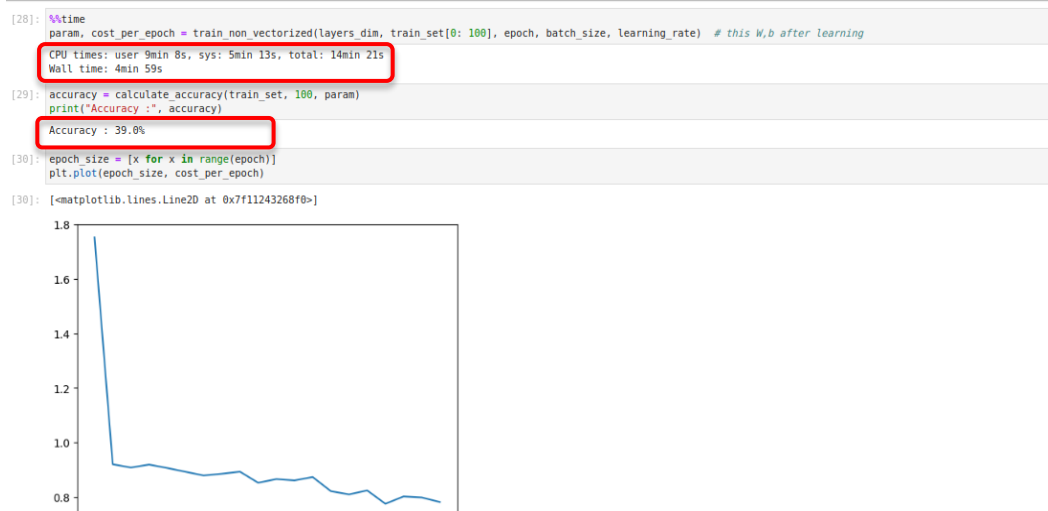 [28]: %%time
param, cost_per_epoch = train_non_vectorized(layers_dim, train_set[0: 100], epoch, batch_size, learning_rate)  # this W,b after learning
CPU times: user 9min 8s, sys: 5min 13s, total: 14min 21s
Wall time: 4min 59s
[29]: accuracy = calculate_accuracy(train_set, 100, param)
print("Accuracy :", accuracy)
Accuracy : 39.0%
[30]: epoch_size = [x for x in range(epoch)]
plt.plot(epoch_size, cost_per_epoch)
[30]: [<matplotlib.lines.Line2D at 0x7f11243268f0>]
1.8
1.6
1.4
1.2
1.0
0.8